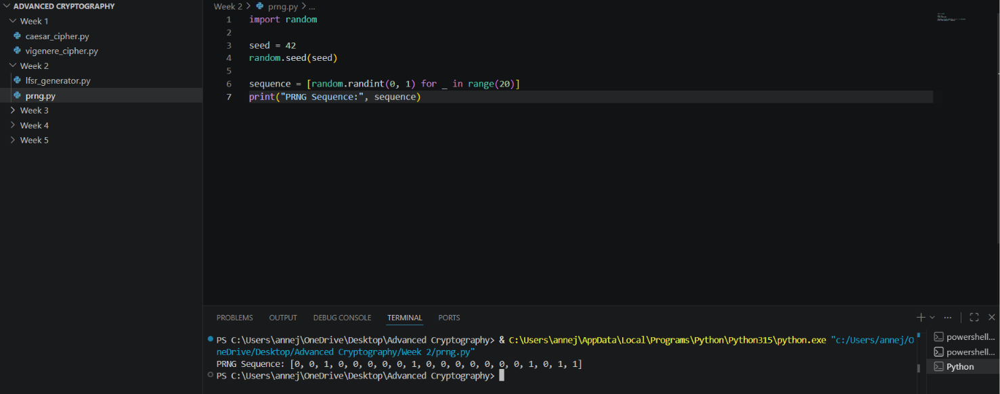 ADVANCED CRYPTOGRAPHY
Week 1
caesar_cipher.py
vigenere_cipher.py
Week 2
lfsr_generator.py
prng.py
Week 3
Week 4
Week 5
Week 2 > prng.py > ...
1 import random
2
3 seed = 42
4 random.seed(seed)
5
6 sequence = [random.randint(0, 1) for _ in range(20)]
7 print("PRNG Sequence:", sequence)
PROBLEMS OUTPUT DEBUG CONSOLE TERMINAL PORTS
PS C:\Users\annej\OneDrive\Desktop\Advanced Cryptography> & C:\Users\annej\AppData\Local\Programs\Python\Python315\python.exe "c:/Users/annej/O
neDrive/Desktop/Advanced Cryptography/Week 2/prng.py"
PRNG Sequence: [0, 0, 1, 0, 0, 0, 0, 0, 1, 0, 0, 0, 0, 0, 0, 0, 1, 0, 1, 1]
PS C:\Users\annej\OneDrive\Desktop\Advanced Cryptography>
powershell...
powershell...
Python